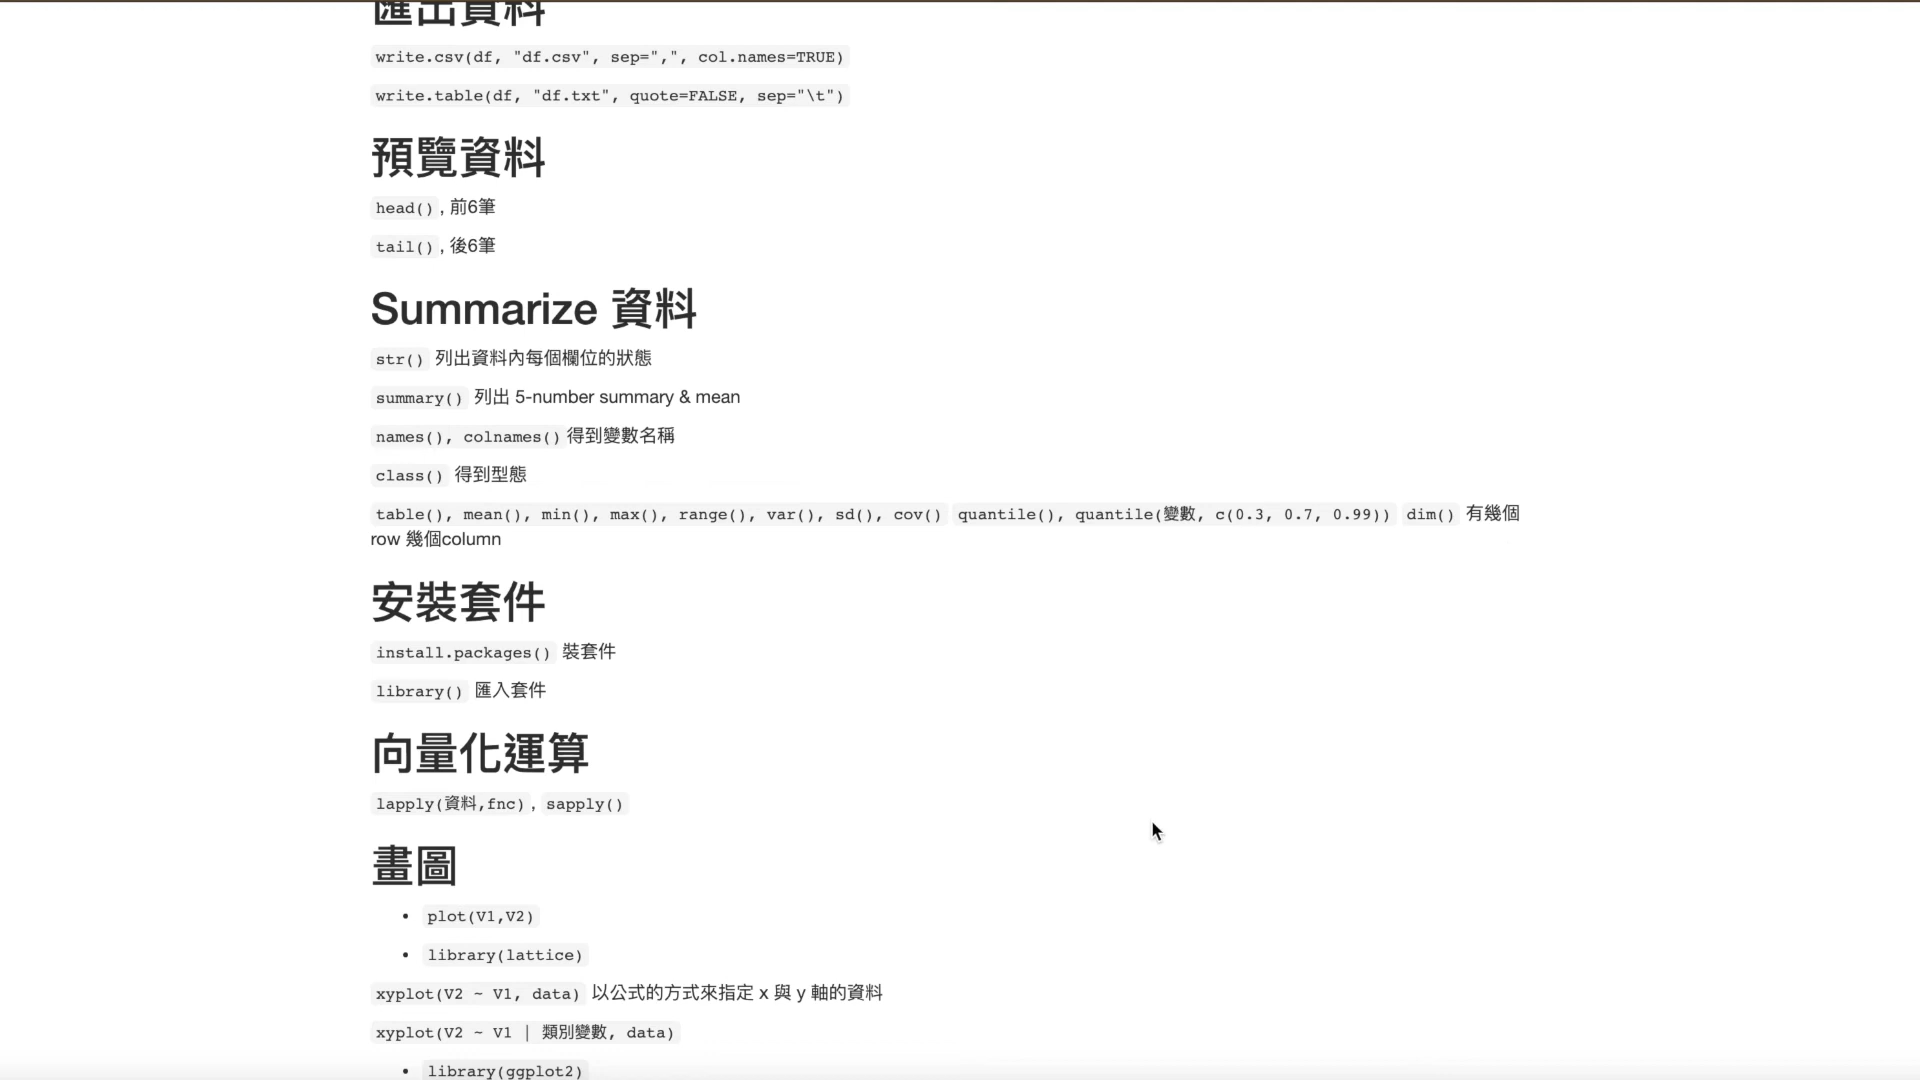 匯出資料
write.csv(df, "df.csv", sep=",", col.names=TRUE)
write.table(df, "df.txt", quote=FALSE, sep="\t")
預覽資料
head(), 前6筆
tail(), 後6筆
Summarize 資料
str() 列出資料內每個欄位的狀態
summary() 列出 5-number summary & mean
names(), colnames() 得到變數名稱
class() 得到型態
table(), mean(), min(), max(), range(), var(), sd(), cov() quantile(), quantile(變數, c(0.3, 0.7, 0.99)) dim() 有幾個
row 幾個column
安裝套件
install.packages() 裝套件
library() 匯入套件
向量化運算
lapply(資料,fnc), sapply()
畫圖
• plot(V1,V2)
• library(lattice)
xyplot(V2 ~ V1, data) 以公式的方式來指定 x 與 y 軸的資料
xyplot(V2 ~ V1 | 類別變數, data)
• library(ggplot2)